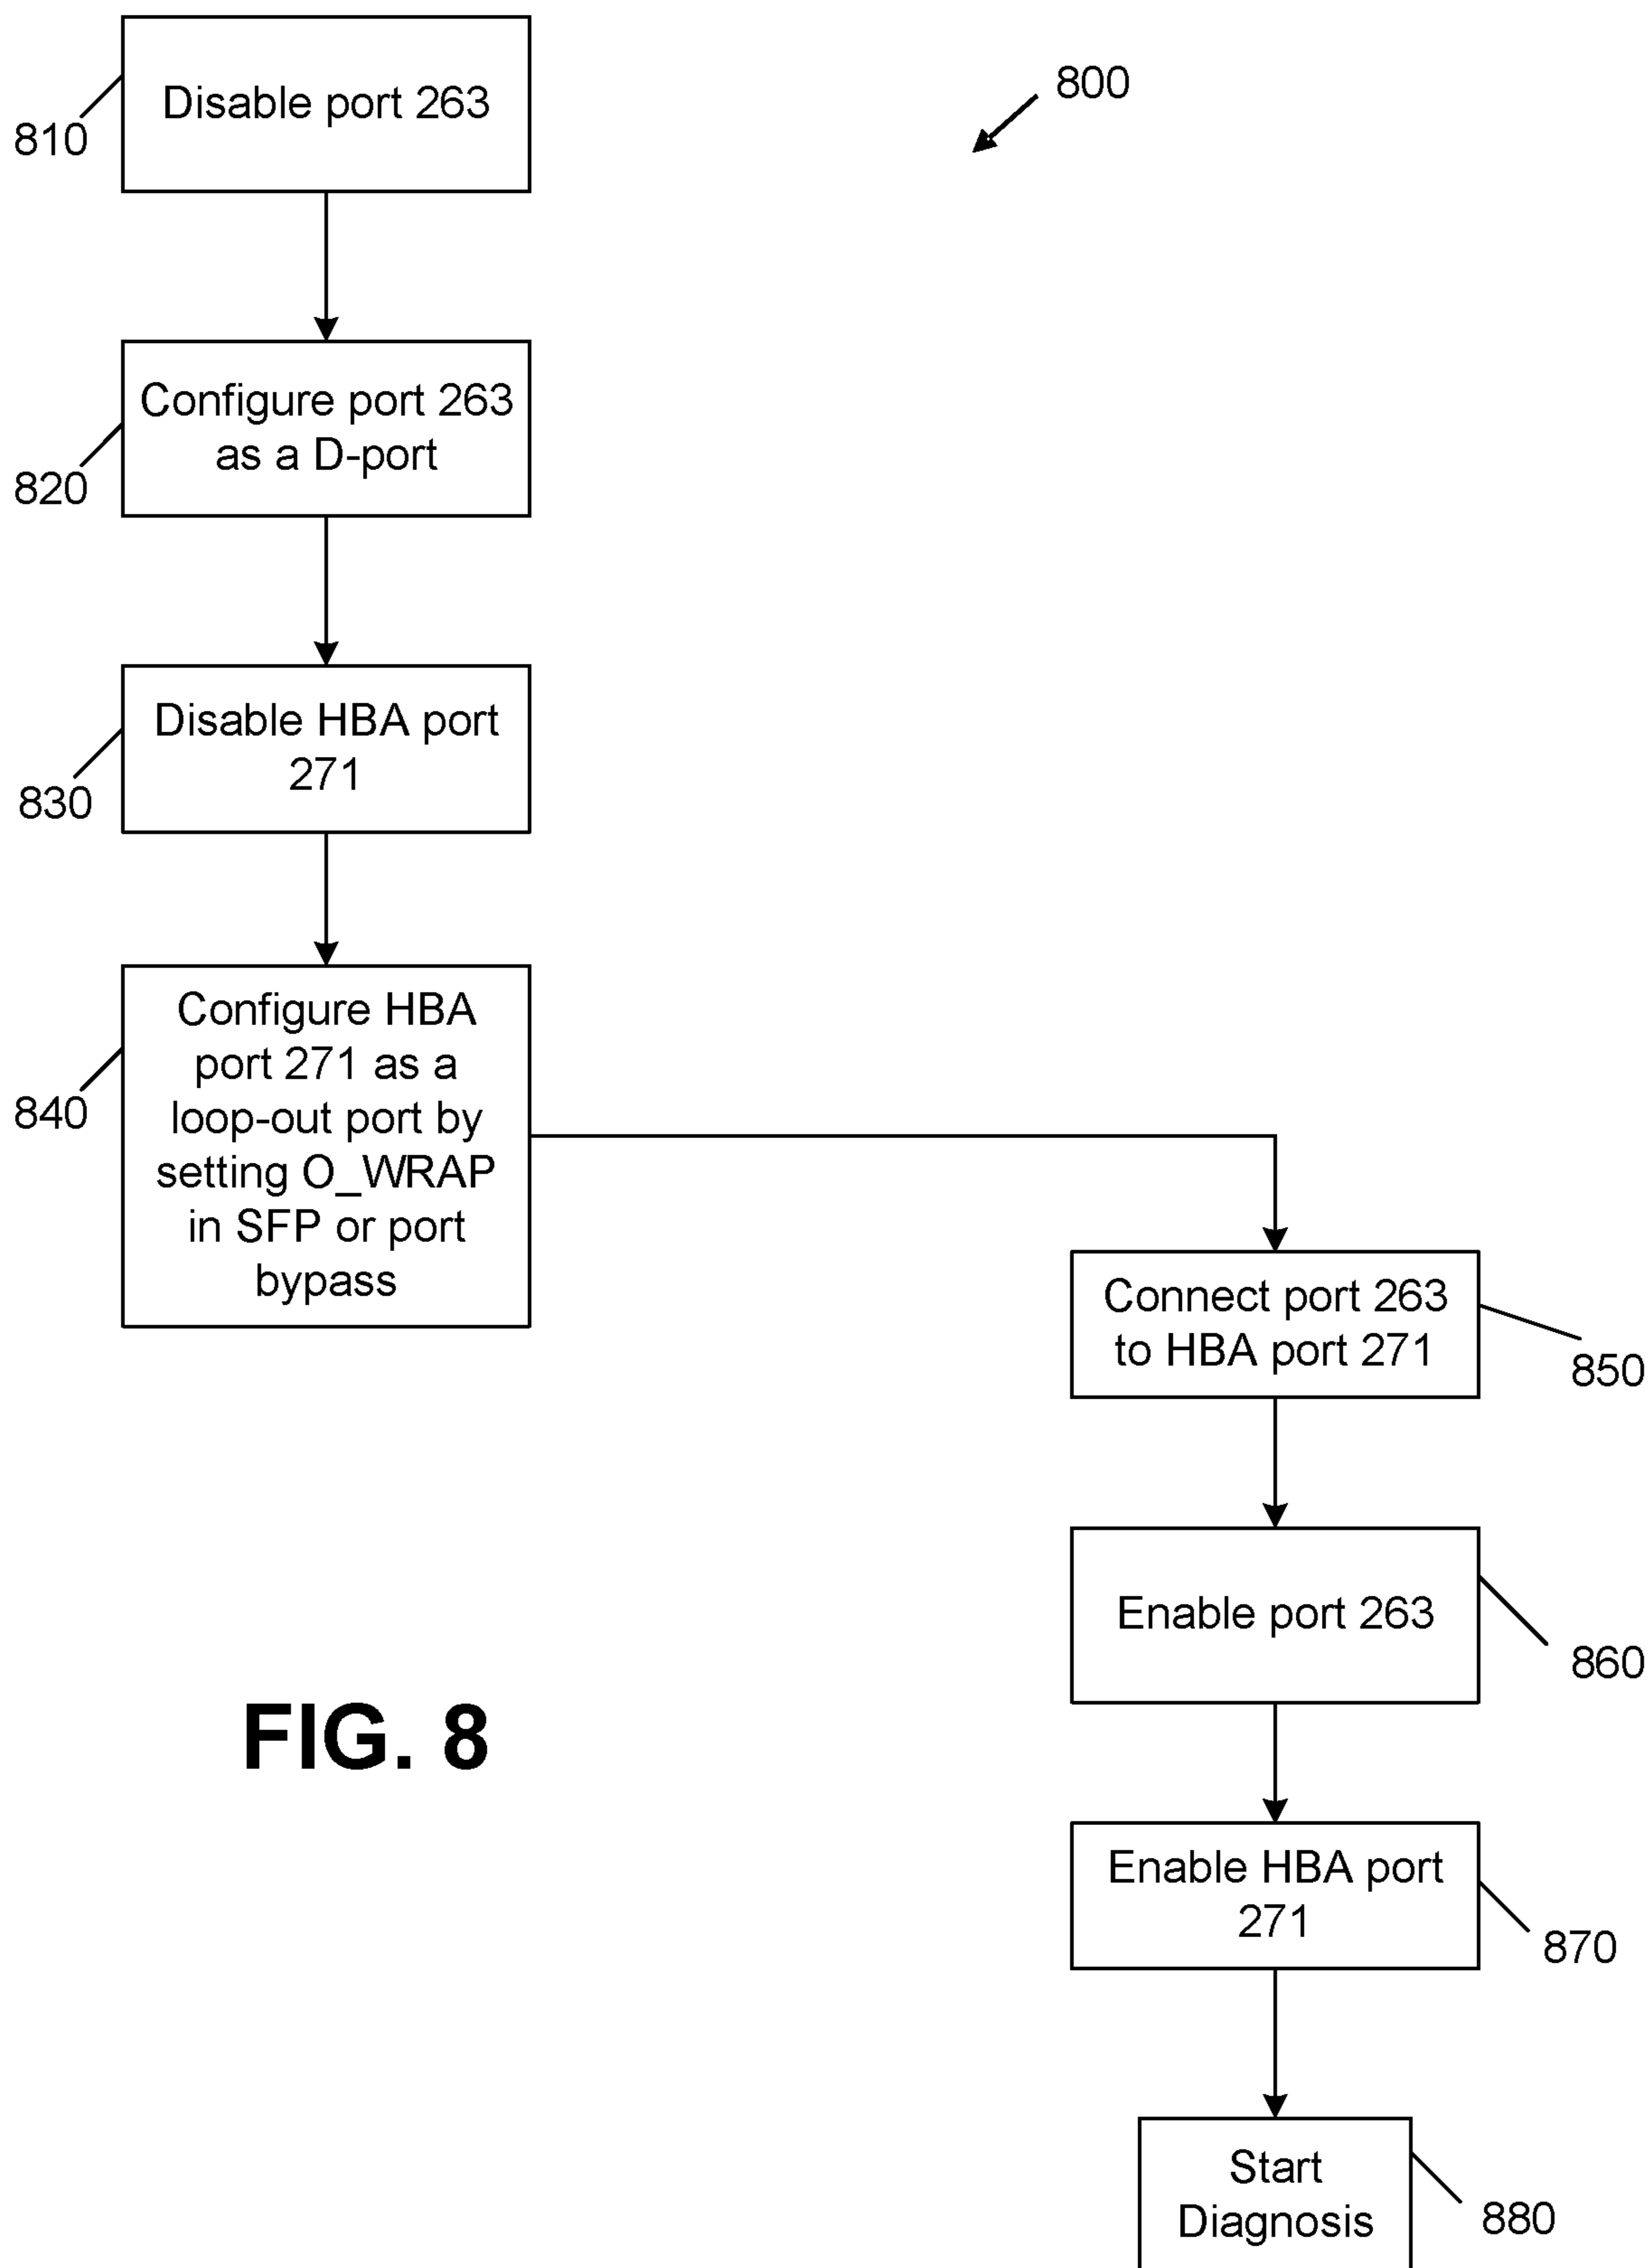 800
Disable port 263
810
Configure port 263
as a D-port
820
Disable HBA port
271
830
Configure HBA
port 271 as a
loop-out port by
setting O_WRAP
in SFP or port
bypass
840
Connect port 263
to HBA port 271
850
Enable port 263
860
Enable HBA port
271
870
Start
Diagnosis
880
FIG. 8